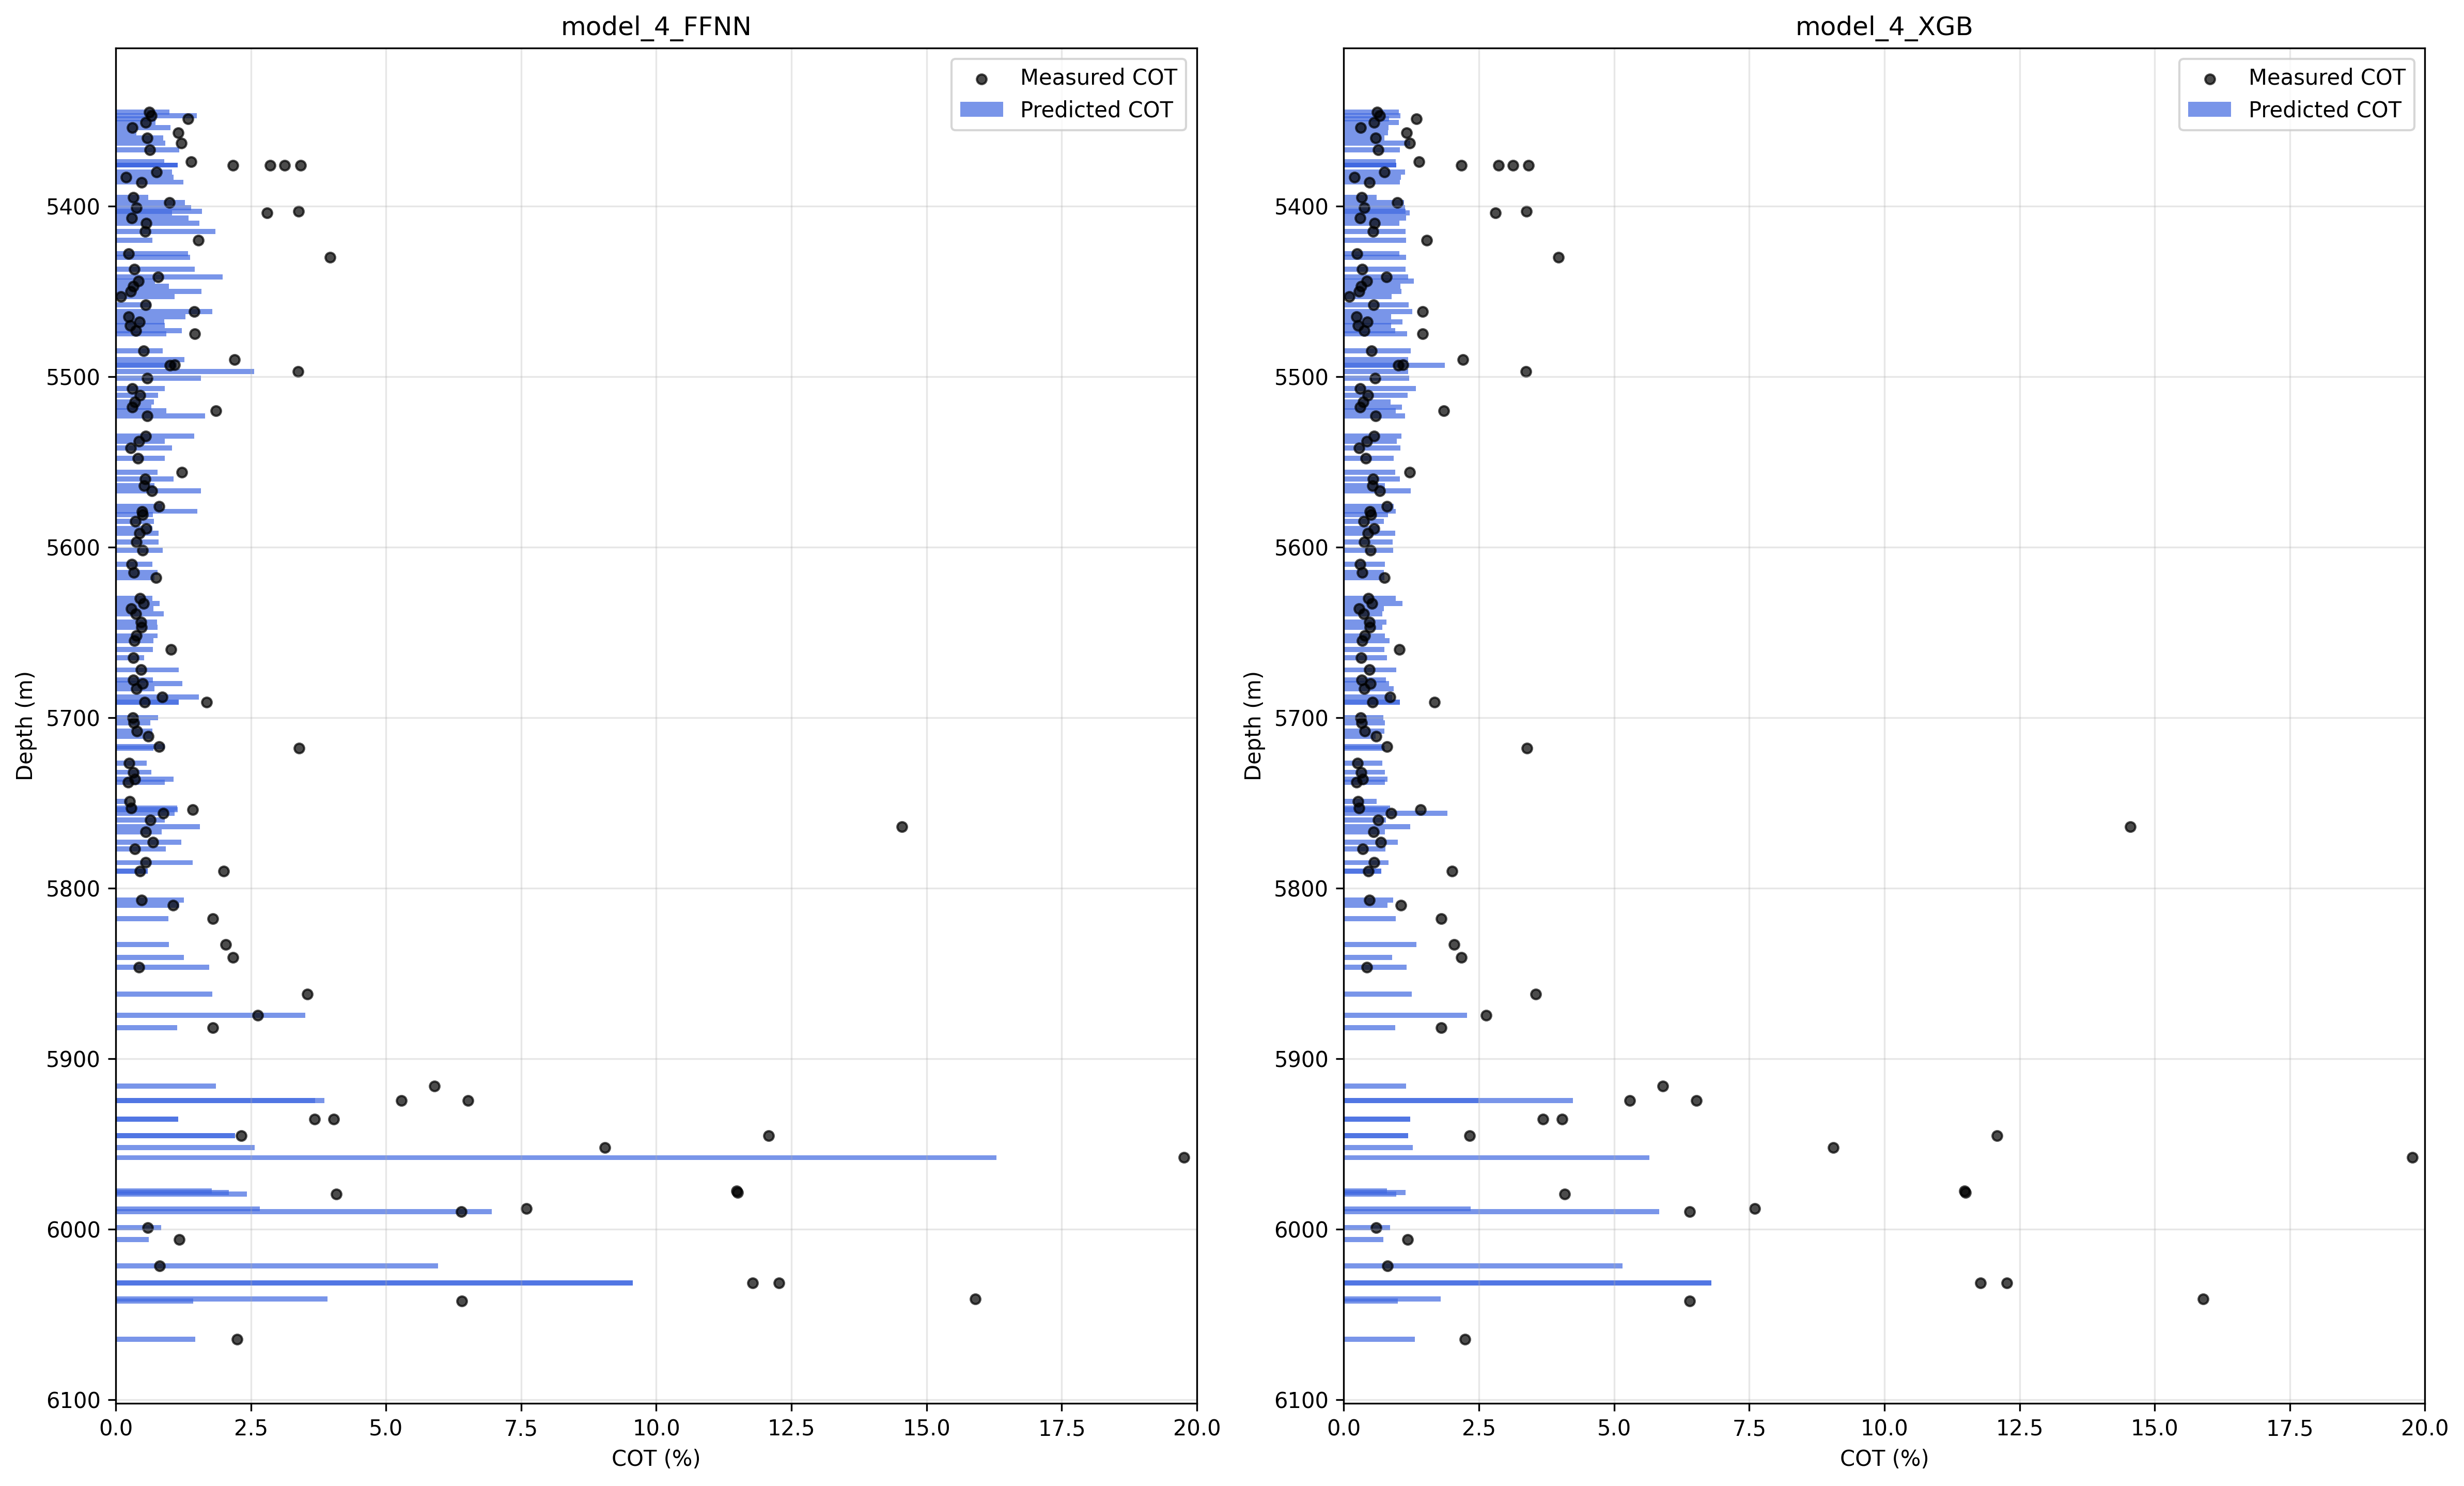 model_4_FFNN
Measured COT
Predicted COT
Depth (m)
5400
5500
5600
5700
5800
5900
6000
6100
0.0 2.5 5.0 7.5 10.0 12.5 15.0 17.5 20.0
COT (%)
model_4_XGB
Measured COT
Predicted COT
Depth (m)
5400
5500
5600
5700
5800
5900
6000
6100
0.0 2.5 5.0 7.5 10.0 12.5 15.0 17.5 20.0
COT (%)